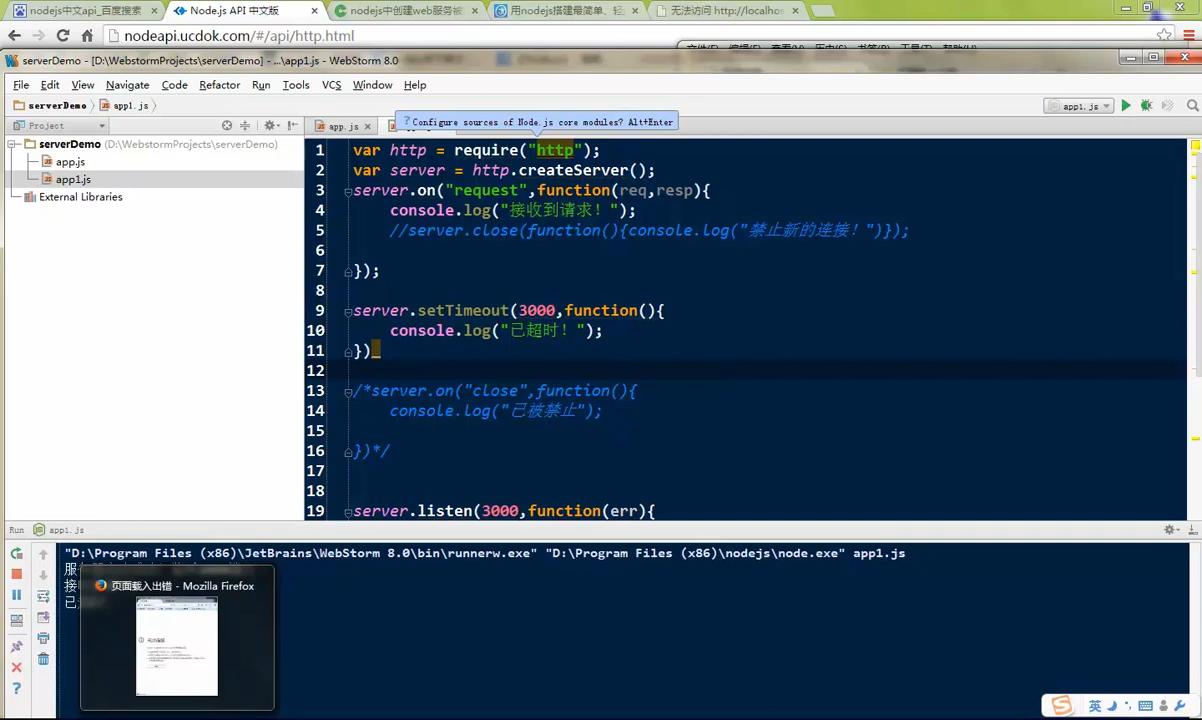 nodejs中文api_百度搜索
Node.js API 中文版
nodejs中创建web服务被
用nodejs搭建最简单、轻
无法访问 http://localhos
nodeapi.ucdok.com/#/api/http.html
serverDemo - [D:\WebstormProjects\serverDemo] - ...\app1.js - WebStorm 8.0
File Edit View Navigate Code Refactor Run Tools VCS Window Help
serverDemo app1.js
app1.js
Project
app.js
? Configure sources of Node.js core modules? Alt+Enter
serverDemo (D:\WebstormProjects\serverDemo)
app.js
app1.js
External Libraries
1 var http = require("http");
2 var server = http.createServer();
3 server.on("request",function(req,resp){
4 console.log("接收到请求！");
5 //server.close(function(){console.log("禁止新的连接！")});
6
7 });
8
9 server.setTimeout(3000,function(){
10 console.log("已超时！");
11 })
12
13 /*server.on("close",function(){
14 console.log("已被禁止");
15
16 })*/
17
18
19 server.listen(3000,function(err){
Run app1.js
"D:\Program Files (x86)\JetBrains\WebStorm 8.0\bin\runnerw.exe" "D:\Program Files (x86)\nodejs\node.exe" app1.js
服
接
已
页面载入出错 - Mozilla Firefox
英